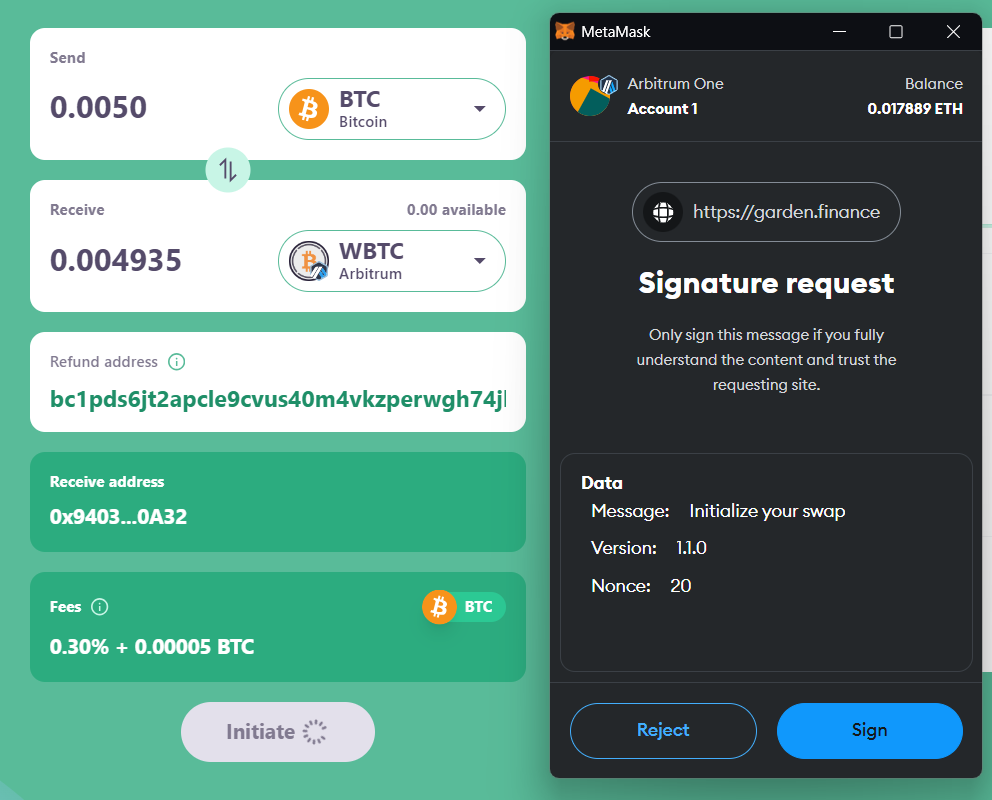 Send
0.0050
BTC
Bitcoin
Receive
0.00 available
0.004935
WBTC
Arbitrum
Refund address
bc1pds6jt2apcle9cvus40m4vkzperwgh74j
Receive address
0x9403...0A32
Fees
BTC
0.30% + 0.00005 BTC
Initiate
MetaMask
Arbitrum One
Balance
Account 1
0.017889 ETH
https://garden.finance
Signature request
Only sign this message if you fully
understand the content and trust the
requesting site.
Data
Message: Initialize your swap
Version: 1.1.0
Nonce: 20
Reject
Sign